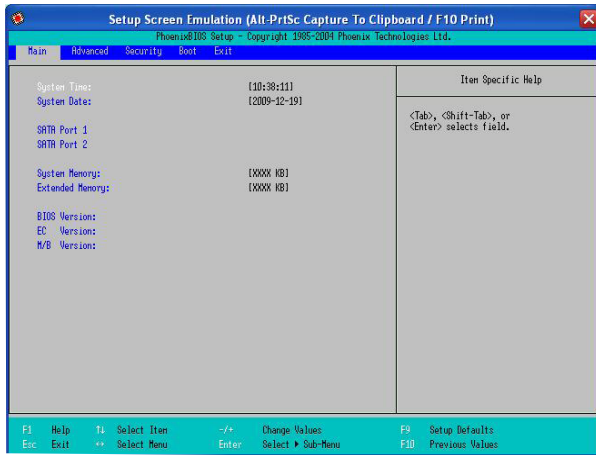 Setup Screen Emulation (Alt-PrtSc Capture To Clipboard / F10 Print)
PhoenixBIOS Setup - Copyright 1985-2004 Phoenix Technologies Ltd.
Main Advanced Security Boot Exit
Item Specific Help
System Time: [10:38:11]
System Date: [2009-12-19]
<Tab>, <Shift-Tab>, or
<Enter> selects field.
SATA Port 1
SATA Port 2
System Memory: [XXXX KB]
Extended Memory: [XXXX KB]
BIOS Version:
EC Version:
M/B Version:
F1 Help ↑↓ Select Item -/+ Change Values F9 Setup Defaults
Esc Exit ↔ Select Menu Enter Select ▶ Sub-Menu F10 Previous Values